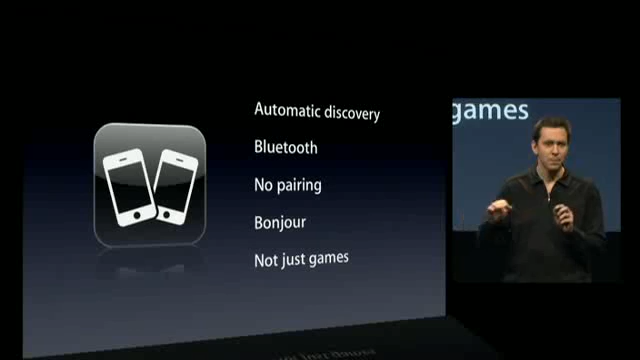 Automatic discovery
Bluetooth
No pairing
Bonjour
Not just games
games